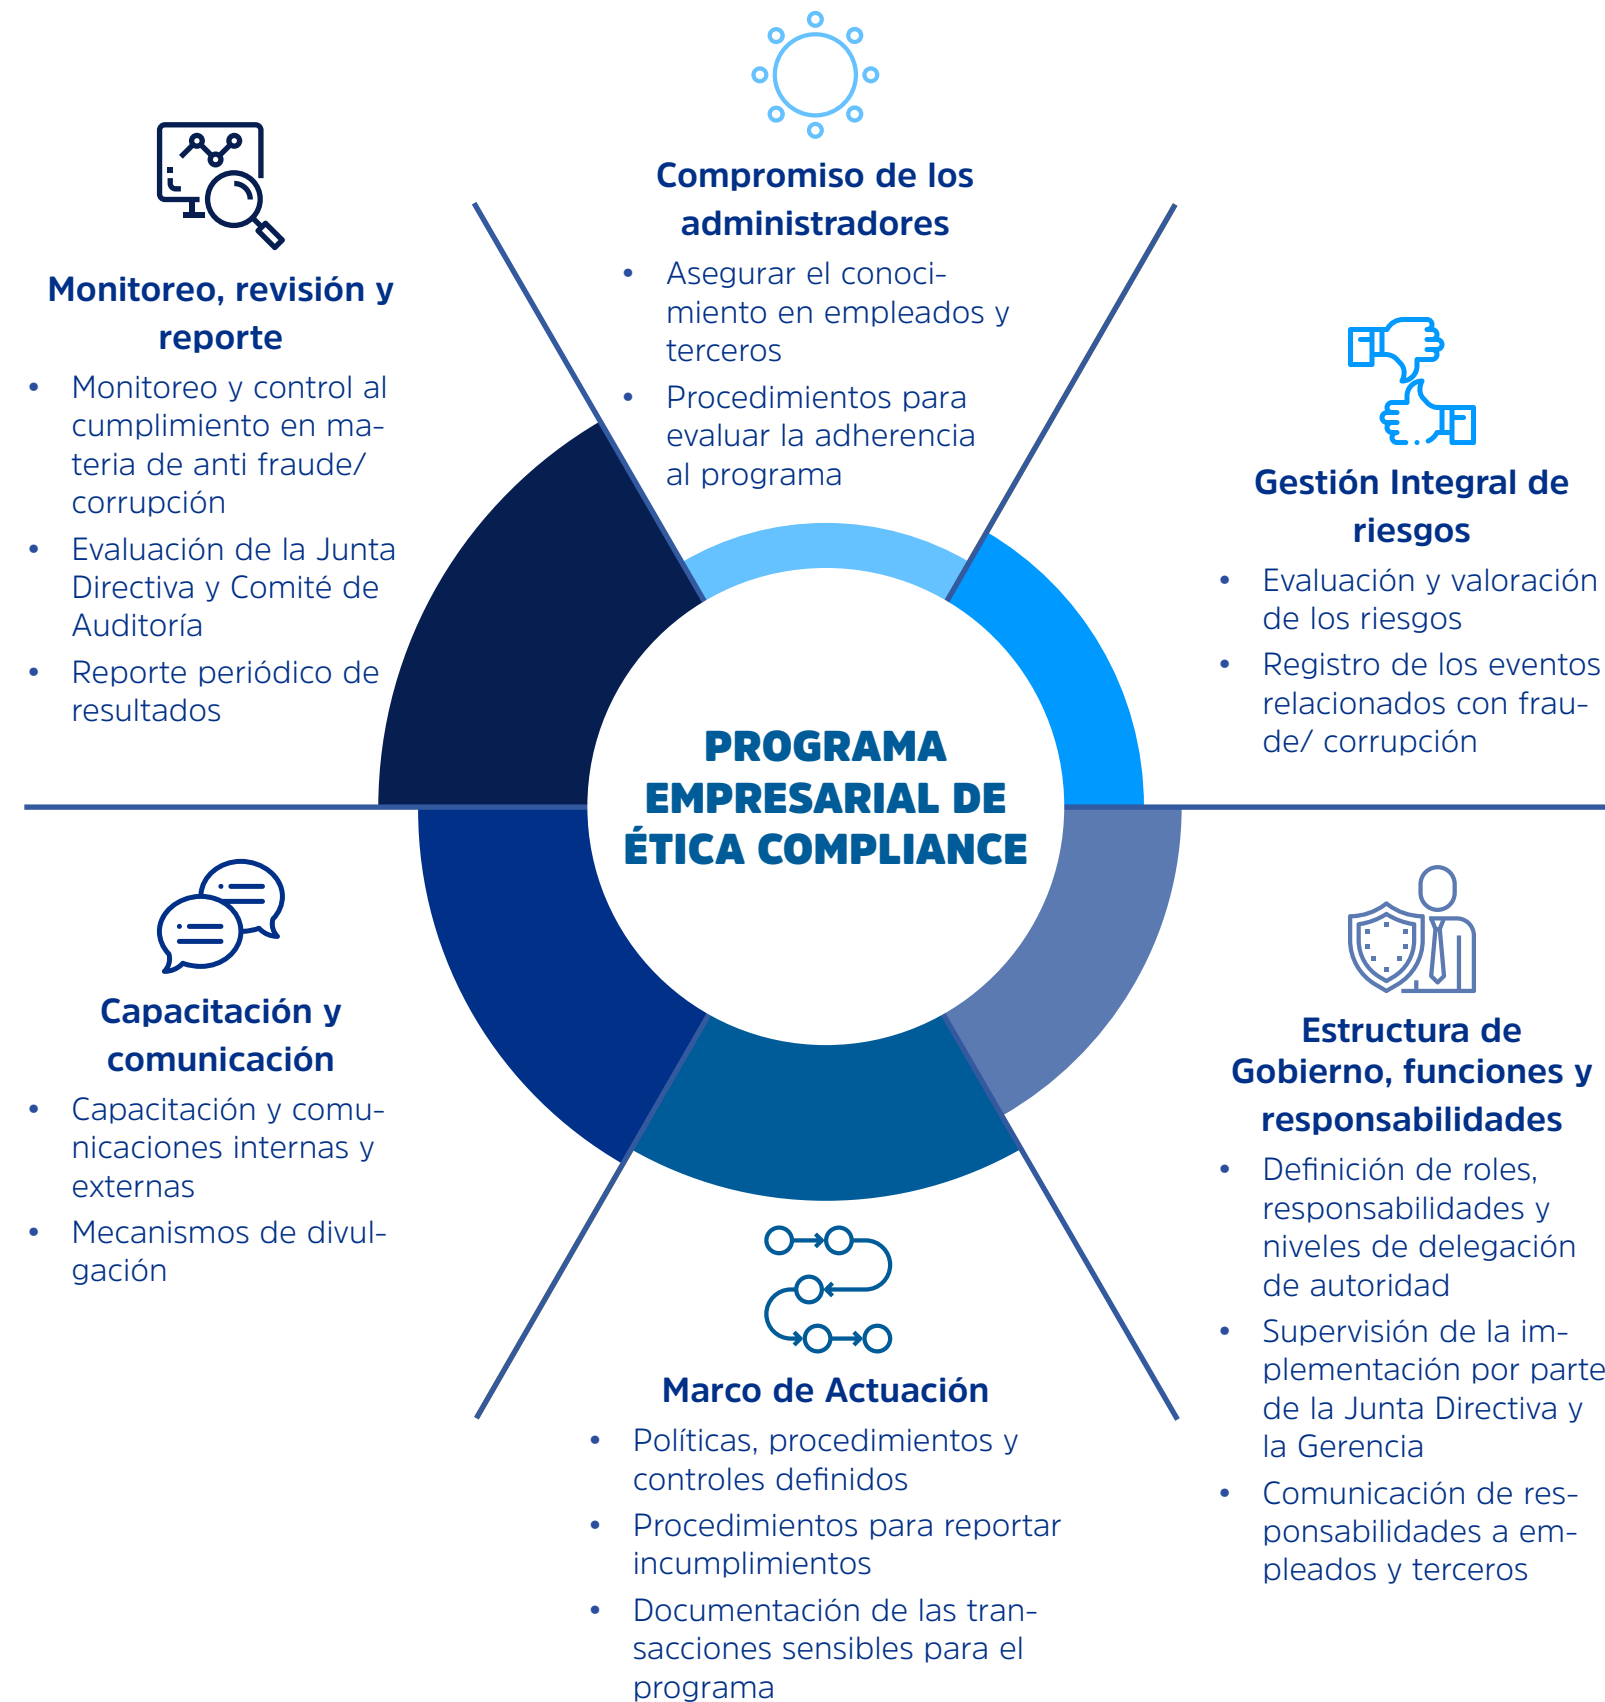 Compromiso de los
administradores
• Asegurar el conoci-
miento en empleados y
terceros
• Procedimientos para
evaluar la adherencia
al programa
Gestión Integral de
riesgos
• Evaluación y valoración
de los riesgos
• Registro de los eventos
relacionados con frau-
de/ corrupción
Estructura de
Gobierno, funciones y
responsabilidades
• Definición de roles,
responsabilidades y
niveles de delegación
de autoridad
• Supervisión de la im-
plementación por parte
de la Junta Directiva y
la Gerencia
• Comunicación de res-
ponsabilidades a em-
pleados y terceros
Marco de Actuación
• Políticas, procedimientos y
controles definidos
• Procedimientos para reportar
incumplimientos
• Documentación de las tran-
sacciones sensibles para el
programa
Capacitación y
comunicación
• Capacitación y comu-
nicaciones internas y
externas
• Mecanismos de divul-
gación
Monitoreo, revisión y
reporte
• Monitoreo y control al
cumplimiento en ma-
teria de anti fraude/
corrupción
• Evaluación de la Junta
Directiva y Comité de
Auditoría
• Reporte periódico de
resultados
PROGRAMA
EMPRESARIAL DE
ÉTICA COMPLIANCE